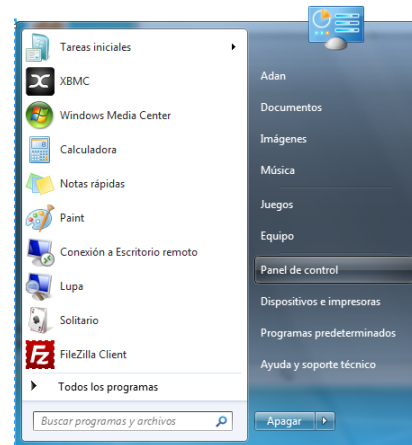 Tareas iniciales
XBMC
Windows Media Center
Calculadora
Notas rápidas
Paint
Conexión a Escritorio remoto
Lupa
Solitario
FileZilla Client
Todos los programas
Buscar programas y archivos
Adan
Documentos
Imágenes
Música
Juegos
Equipo
Panel de control
Dispositivos e impresoras
Programas predeterminados
Ayuda y soporte técnico
Apagar